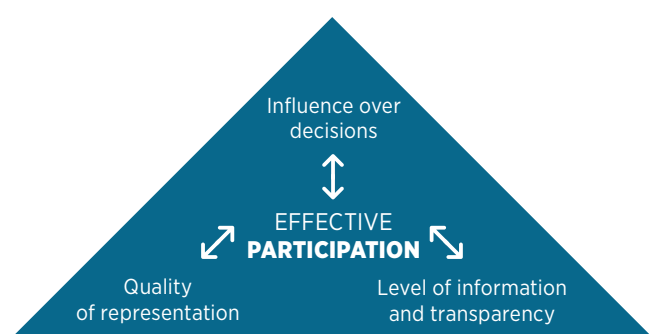 Influence over
decisions
EFFECTIVE
PARTICIPATION
Quality
of representation
Level of information
and transparency